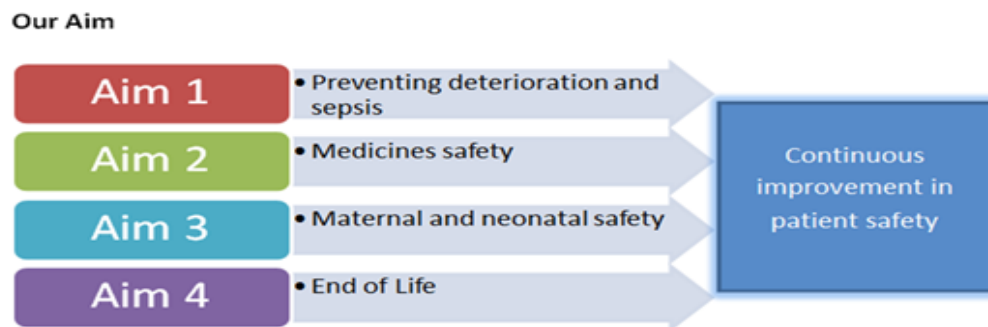 Our Aim
Aim 1
• Preventing deterioration and
sepsis
Aim 2
• Medicines safety
Aim 3
• Maternal and neonatal safety
Aim 4
• End of Life
Continuous
improvement in
patient safety